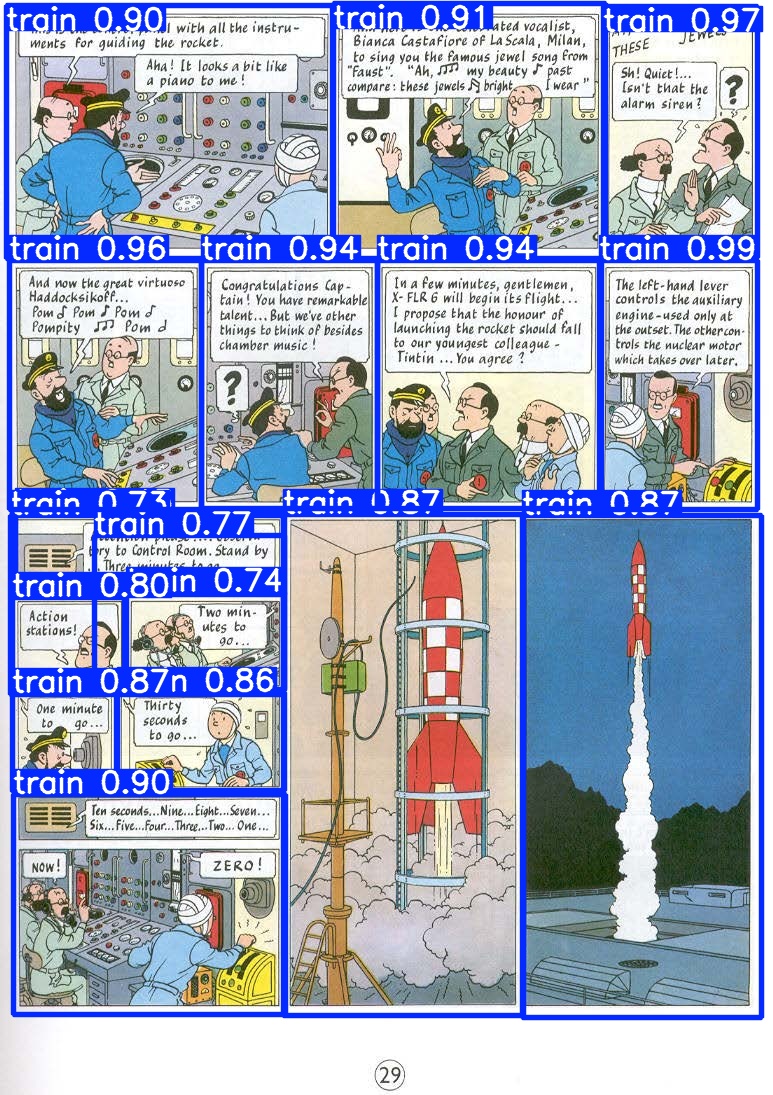 train 0.90
with all the instru-
ments for guiding the rocket.
Aha! It looks a bit like
a piano to me!
train 0.91
vocalist,
Bianca Castafiore of La Scala, Milan,
to sing you the famous jewel song from
"Faust". "Ah, ♫ my beauty ♪ past
compare: these jewels ♫ bright I wear"
train 0.97
THESE JEWELS
Sh! Quiet!...
Isn't that the
alarm siren?
?
train 0.96
And now the great virtuoso
Haddocksikoff...
Pom ♪ Pom ♪ Pom ♪
Pompity ♫ Pom ♪
train 0.94
Congratulations Cap-
tain! You have remarkable
talent... But we've other
things to think of besides
chamber music!
?
train 0.94
In a few minutes, gentlemen,
X-FLR 6 will begin its flight...
I propose that the honour of
launching the rocket should fall
to our youngest colleague -
Tintin ... You agree?
train 0.99
The left-hand lever
controls the auxiliary
engine-used only at
the outset. The other con-
trols the nuclear motor
which takes over later.
train 0.73
train 0.77
to Control Room. Stand by
Three minutes to go
train 0.80
Action
stations!
in 0.74
Two min-
utes to
go...
train 0.87
One minute
to go...
n 0.86
Thirty
seconds
to go...
train 0.90
Ten seconds...Nine...Eight...Seven...
Six...Five...Four...Three...Two...One...
NOW!
ZERO!
train 0.87
train 0.87
29